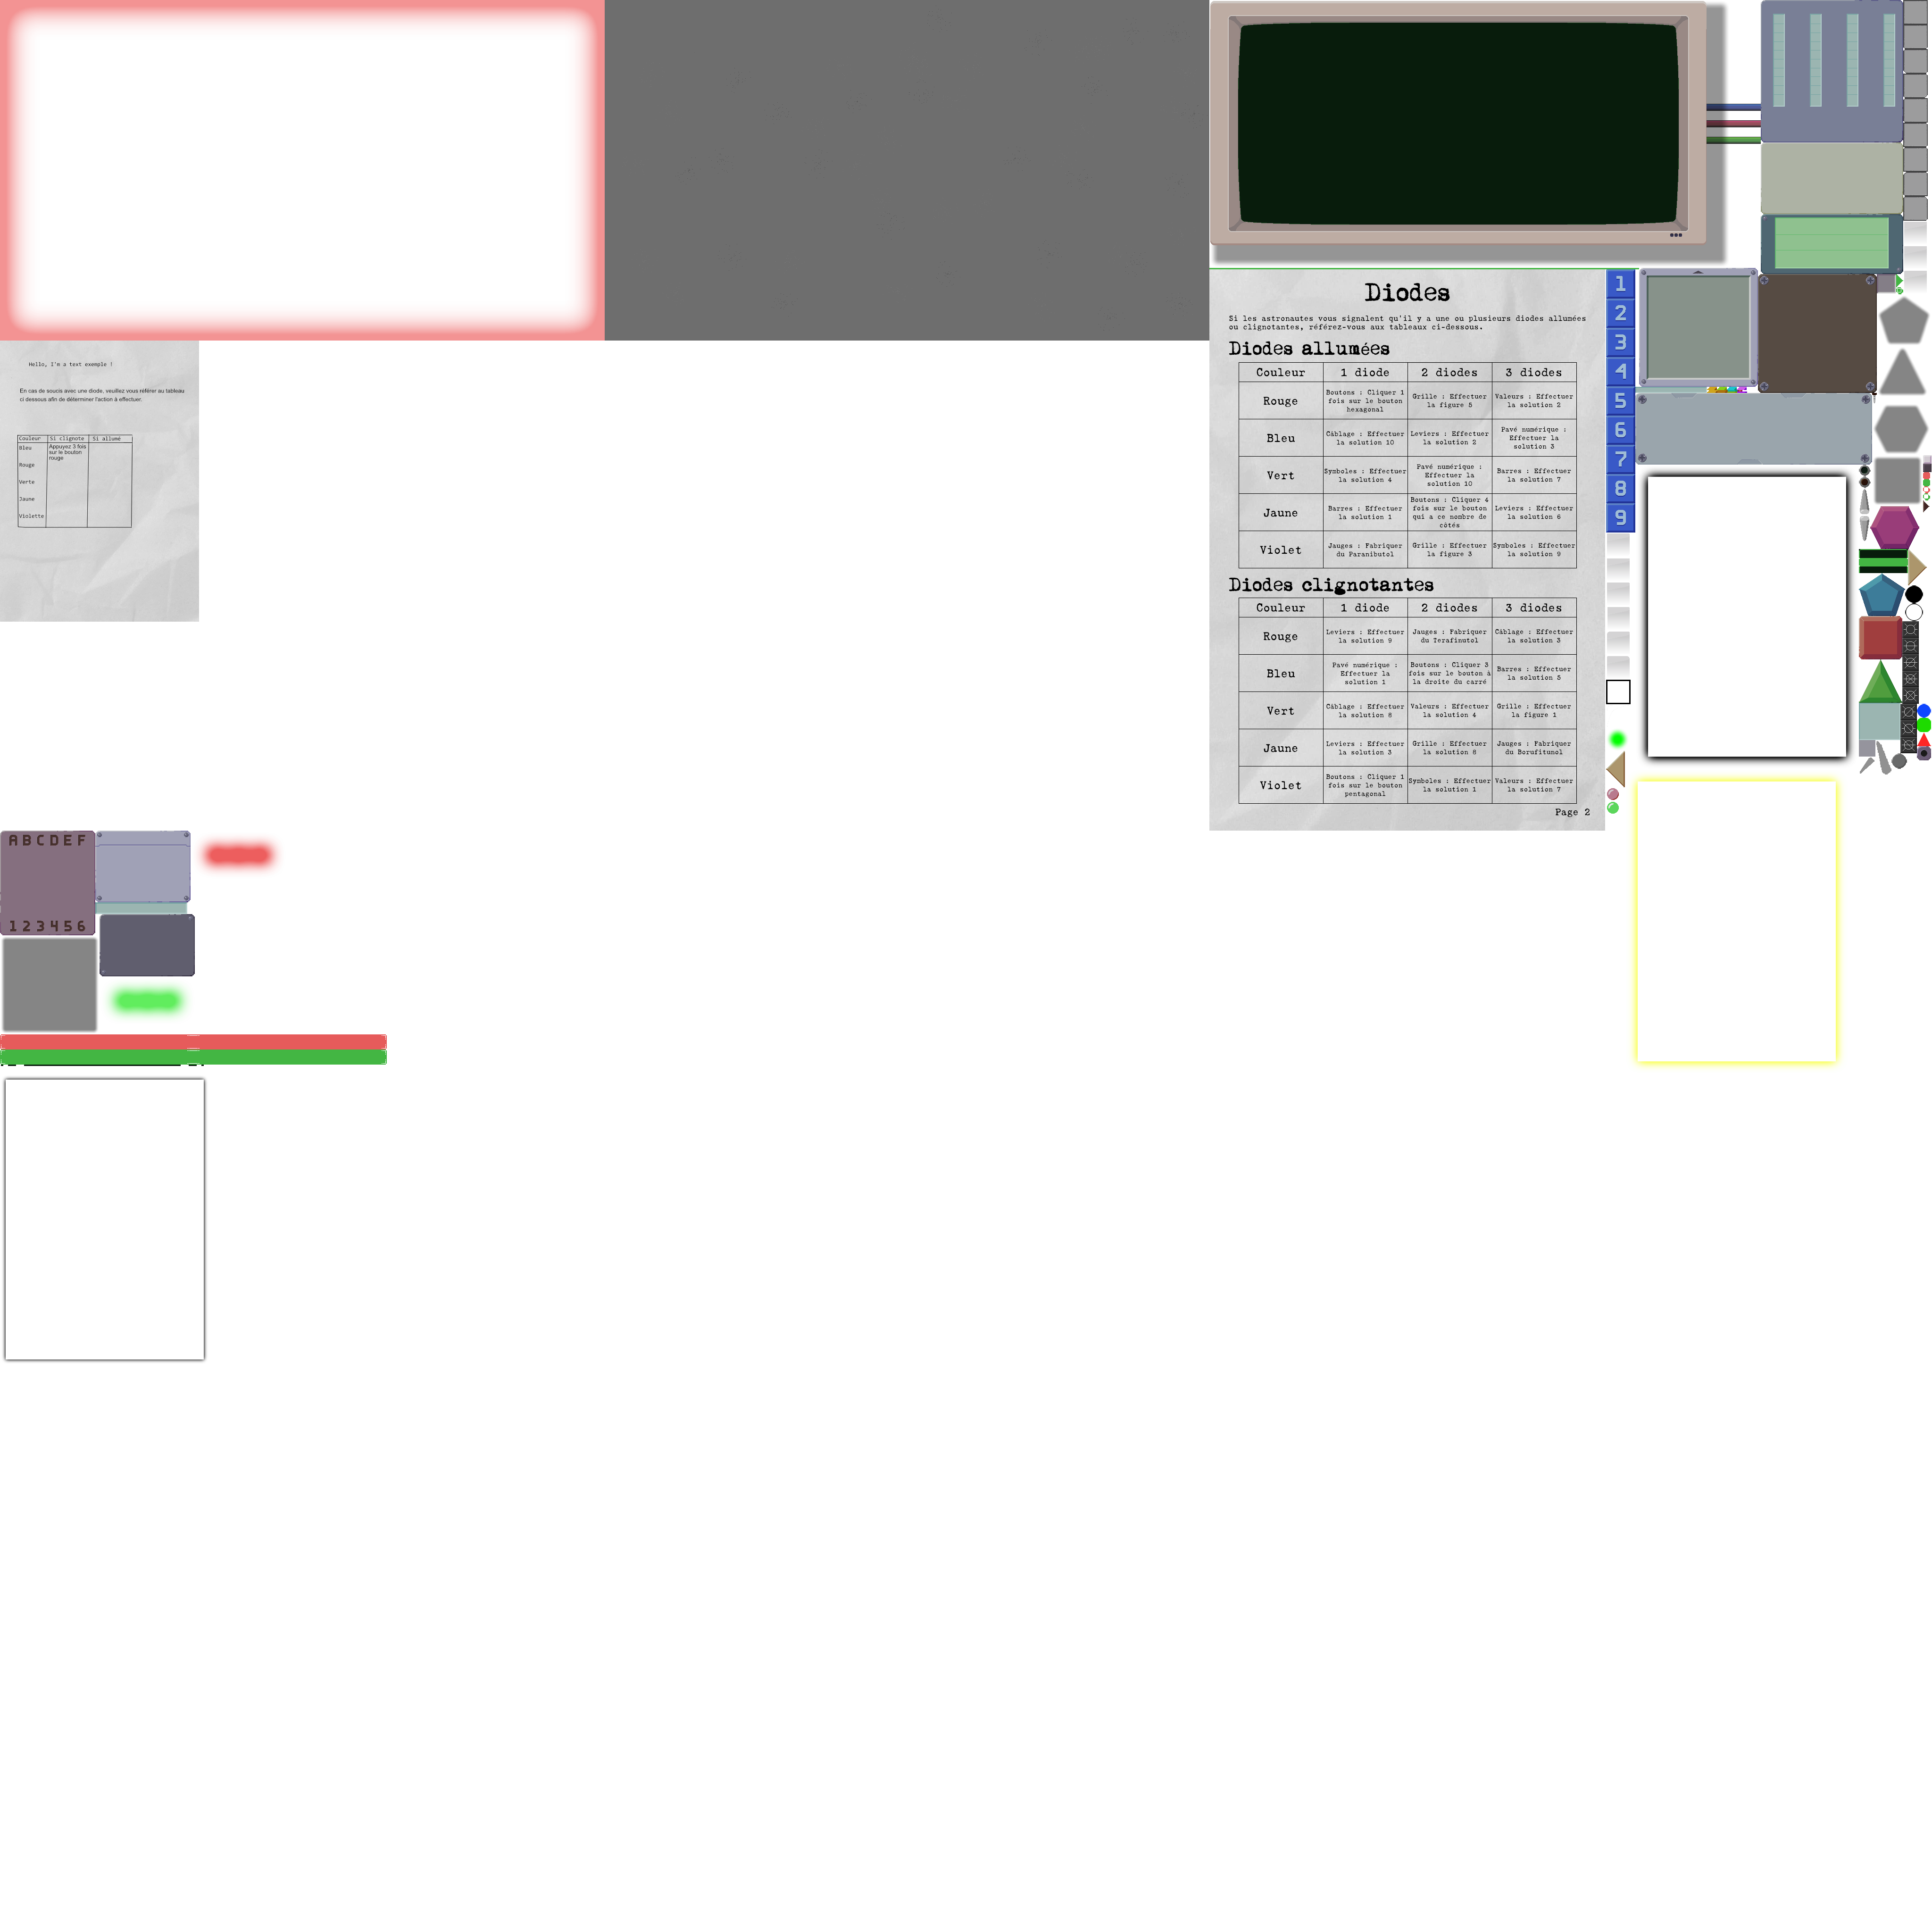 Hello, I'm a text exemple !
En cas de soucis avec une diode, veuillez vous référer au tableau
ci dessous afin de déterminer l'action à effectuer.
Couleur Si clignote Si allumé
Bleu Appuyez 3 fois
sur le bouton
rouge
Rouge
Verte
Jaune
Violette
Diodes
Si les astronautes vous signalent qu'il y a une ou plusieurs diodes allumées
ou clignotantes, référez-vous aux tableaux ci-dessous.
Diodes allumées
Couleur 1 diode 2 diodes 3 diodes
Rouge
Boutons : Cliquer 1
fois sur le bouton
hexagonal
Grille : Effectuer
la figure 5
Valeurs : Effectuer
la solution 2
Bleu
Câblage : Effectuer
la solution 10
Leviers : Effectuer
la solution 2
Pavé numérique :
Effectuer la
solution 3
Vert
Symboles : Effectuer
la solution 4
Pavé numérique :
Effectuer la
solution 10
Barres : Effectuer
la solution 7
Jaune
Barres : Effectuer
la solution 1
Boutons : Cliquer 4
fois sur le bouton
qui a ce nombre de
côtés
Leviers : Effectuer
la solution 6
Violet
Jauges : Fabriquer
du Paranibutol
Grille : Effectuer
la figure 3
Symboles : Effectuer
la solution 9
Diodes clignotantes
Couleur 1 diode 2 diodes 3 diodes
Rouge
Leviers : Effectuer
la solution 9
Jauges : Fabriquer
du Terafinutol
Câblage : Effectuer
la solution 3
Bleu
Pavé numérique :
Effectuer la
solution 1
Boutons : Cliquer 3
fois sur le bouton à
la droite du carré
Barres : Effectuer
la solution 5
Vert
Câblage : Effectuer
la solution 8
Valeurs : Effectuer
la solution 4
Grille : Effectuer
la figure 1
Jaune
Leviers : Effectuer
la solution 3
Grille : Effectuer
la solution 8
Jauges : Fabriquer
du Borufitunol
Violet
Boutons : Cliquer 1
fois sur le bouton
pentagonal
Symboles : Effectuer
la solution 1
Valeurs : Effectuer
la solution 7
Page 2
1
2
3
4
5
6
7
8
9
A B C D E F
1 2 3 4 5 6